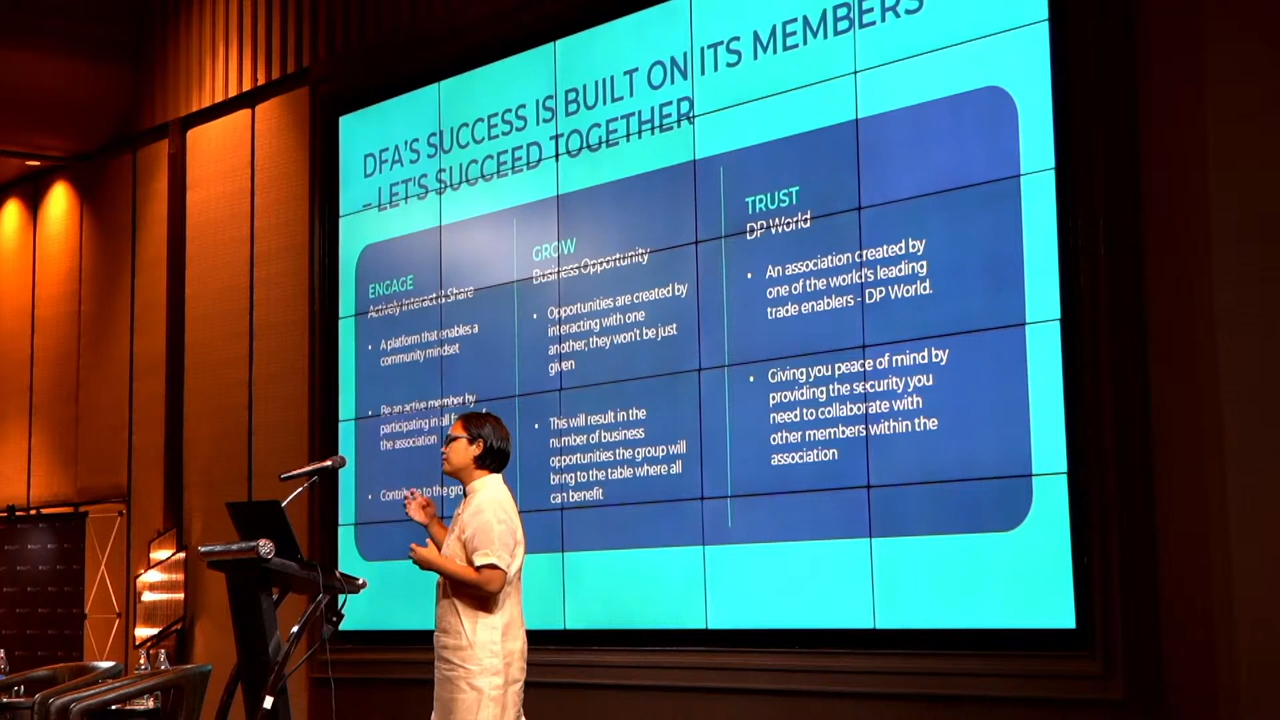 DFA'S SUCCESS IS BUILT ON ITS MEMBERS
– LET'S SUCCEED TOGETHER
ENGAGE
Actively Interact & Share
• A platform that enables a
community mindset
• Be an active member by
participating in all
the association
• Contribute to the
GROW
Business Opportunity
• Opportunities are created by
interacting with one
another; they won't be just
given
• This will result in the
number of business
opportunities the group will
bring to the table where all
can benefit
TRUST
DP World
• An association created by
one of the world's leading
trade enablers - DP World.
• Giving you peace of mind by
providing the security you
need to collaborate with
other members within the
association